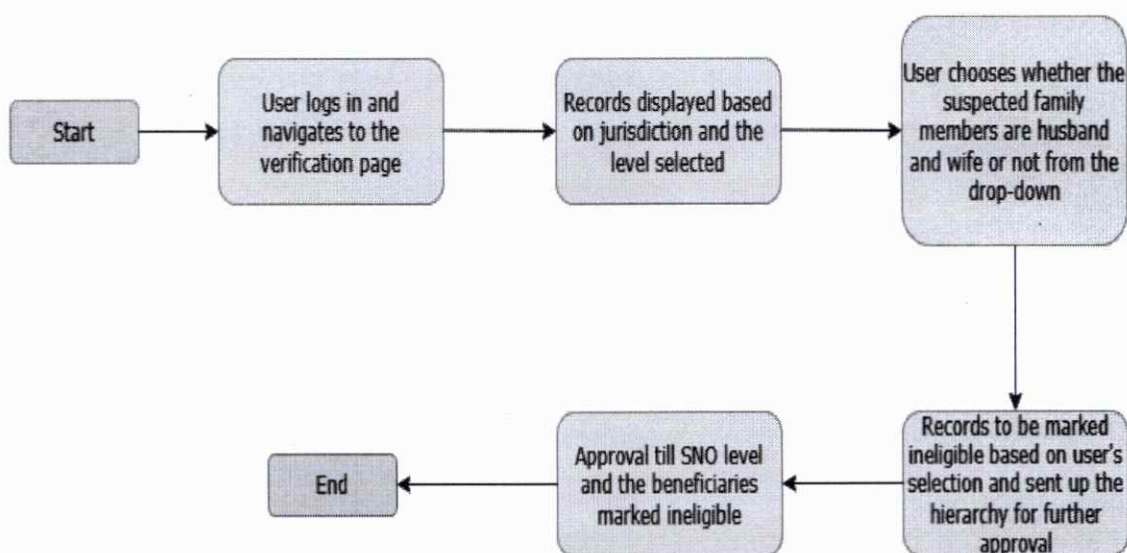 Start
User logs in and
navigates to the
verification page
Records displayed based
on jurisdiction and the
level selected
User chooses whether the
suspected family
members are husband
and wife or not from the
drop-down
Records to be marked
ineligible based on user's
selection and sent up the
hierarchy for further
approval
Approval till SNO level
and the beneficiaries
marked ineligible
End